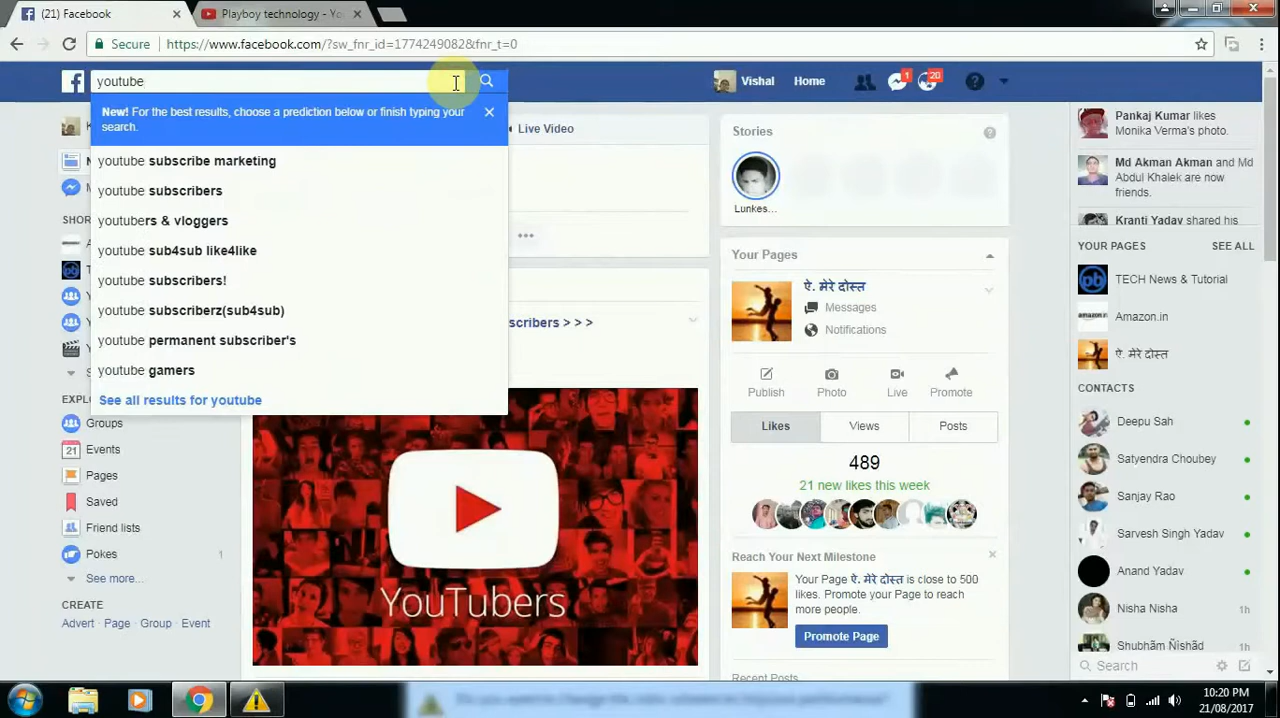 (21) Facebook
Playboy technology - Yo
Secure
https://www.facebook.com/?sw_fnr_id=1774249082&fnr_t=0
youtube
Vishal
Home
1
20
New! For the best results, choose a prediction below or finish typing your
search.
youtube subscribe marketing
youtube subscribers
youtubers & vloggers
youtube sub4sub like4like
youtube subscribers!
youtube subscriberz(sub4sub)
youtube permanent subscriber's
youtube gamers
See all results for youtube
EXPL
Groups
21
Events
Pages
Saved
Friend lists
Pokes
1
See more...
CREATE
Advert · Page · Group · Event
Live Video
scribers > > >
YouTubers
Stories
Lunkes...
Your Pages
ऐ. मेरे दोस्त
Messages
Notifications
Publish
Photo
Live
Promote
Likes
Views
Posts
489
21 new likes this week
Reach Your Next Milestone
Your Page ऐ. मेरे दोस्त is close to 500
likes. Promote your Page to reach
more people.
Promote Page
Recent Posts
Pankaj Kumar likes
Monika Verma's photo.
Md Akman Akman and Md
Abdul Khalek are now
friends.
Kranti Yadav shared his
YOUR PAGES
SEE ALL
TECH News & Tutorial
Amazon.in
ऐ. मेरे दोस्त
CONTACTS
Deepu Sah
Satyendra Choubey
Sanjay Rao
Sarvesh Singh Yadav
Anand Yadav
Nisha Nisha
1h
Shubhãm Ñishãd
1h
Search
10:20 PM
21/08/2017